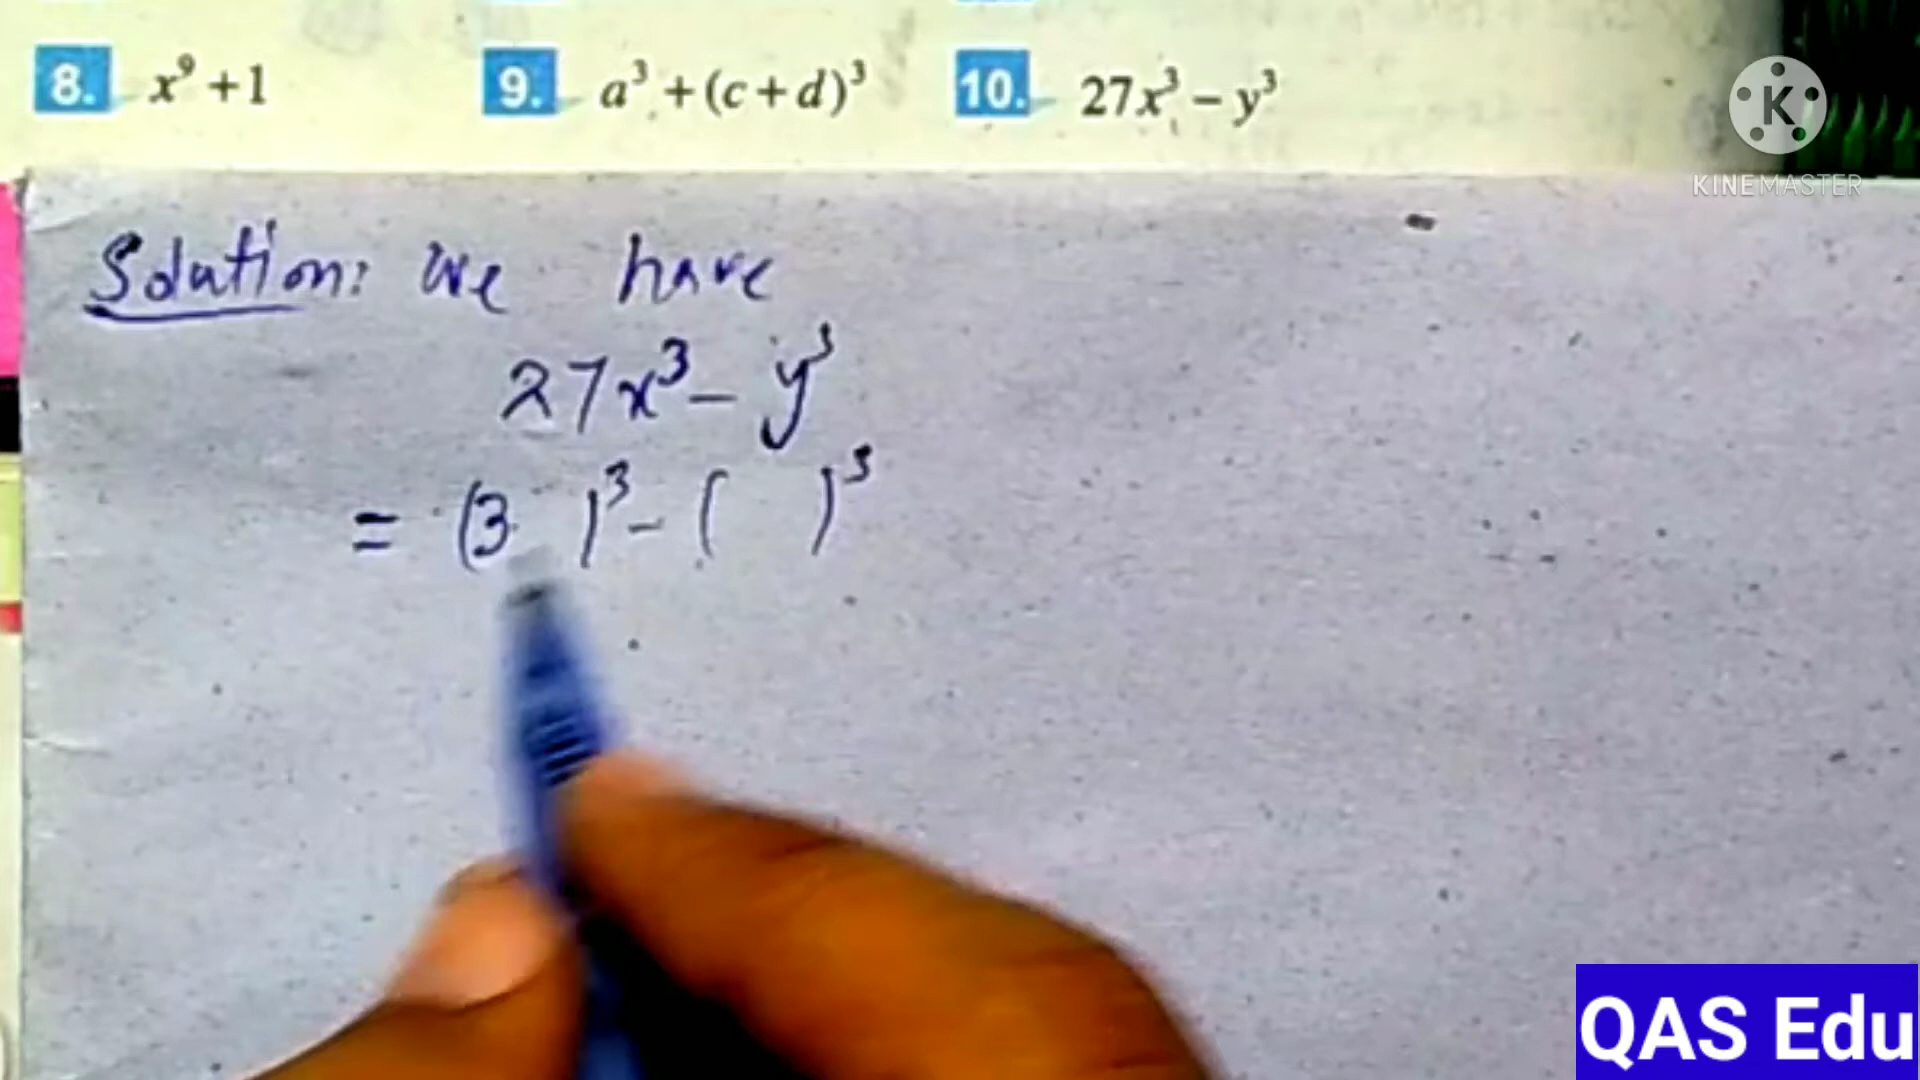 8. x⁹ + 1 9. a³ + (c + d)³ 10. 27x³ – y³
KINEMASTER
Solution: we have
27x³ – y³
= (3 )³ – ( )³
QAS Edu